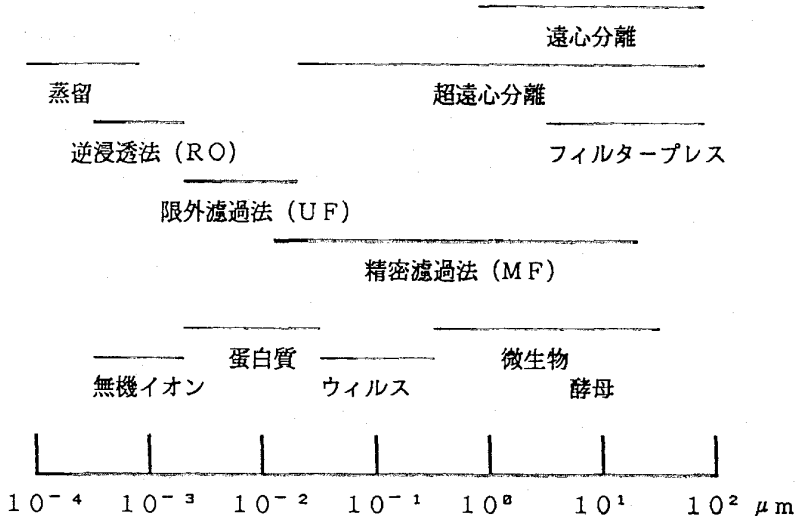 遠心分離
蒸留 超遠心分離
逆浸透法（ＲＯ） フィルタープレス
限外濾過法（ＵＦ）
精密濾過法（ＭＦ）
蛋白質 微生物
無機イオン ウィルス 酵母
10⁻⁴ 10⁻³ 10⁻² 10⁻¹ 10⁰ 10¹ 10² μm